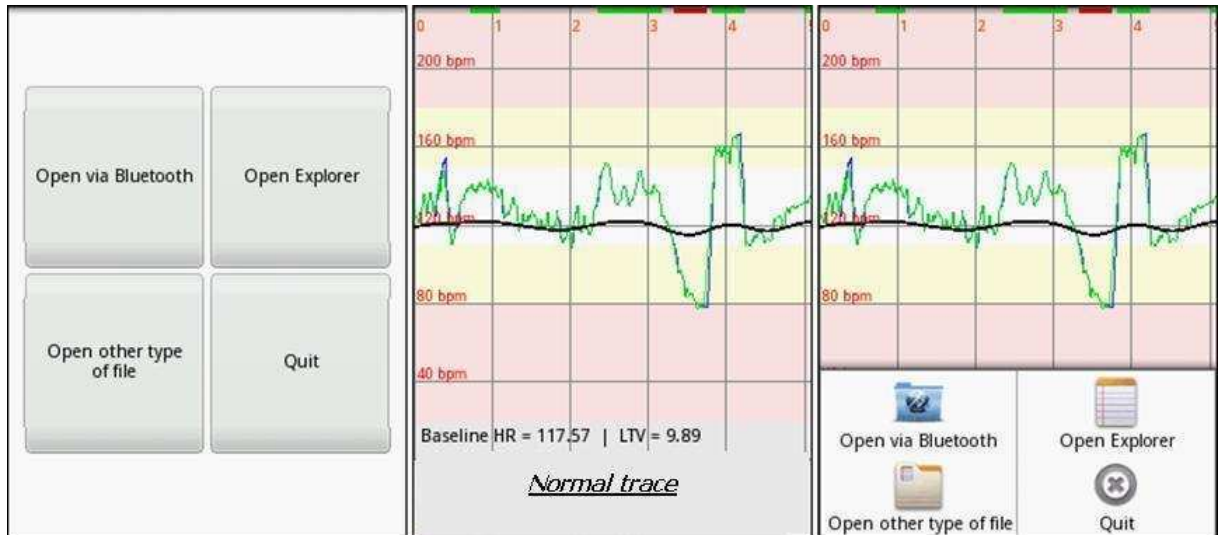 Open via Bluetooth
Open Explorer
Open other type
of file
Quit
0 1 2 3 4 5
200 bpm
160 bpm
120 bpm
80 bpm
40 bpm
Baseline HR = 117.57 | LTV = 9.89
Normal trace
0 1 2 3 4
200 bpm
160 bpm
120 bpm
80 bpm
Open via Bluetooth
Open Explorer
Open other type of file
Quit